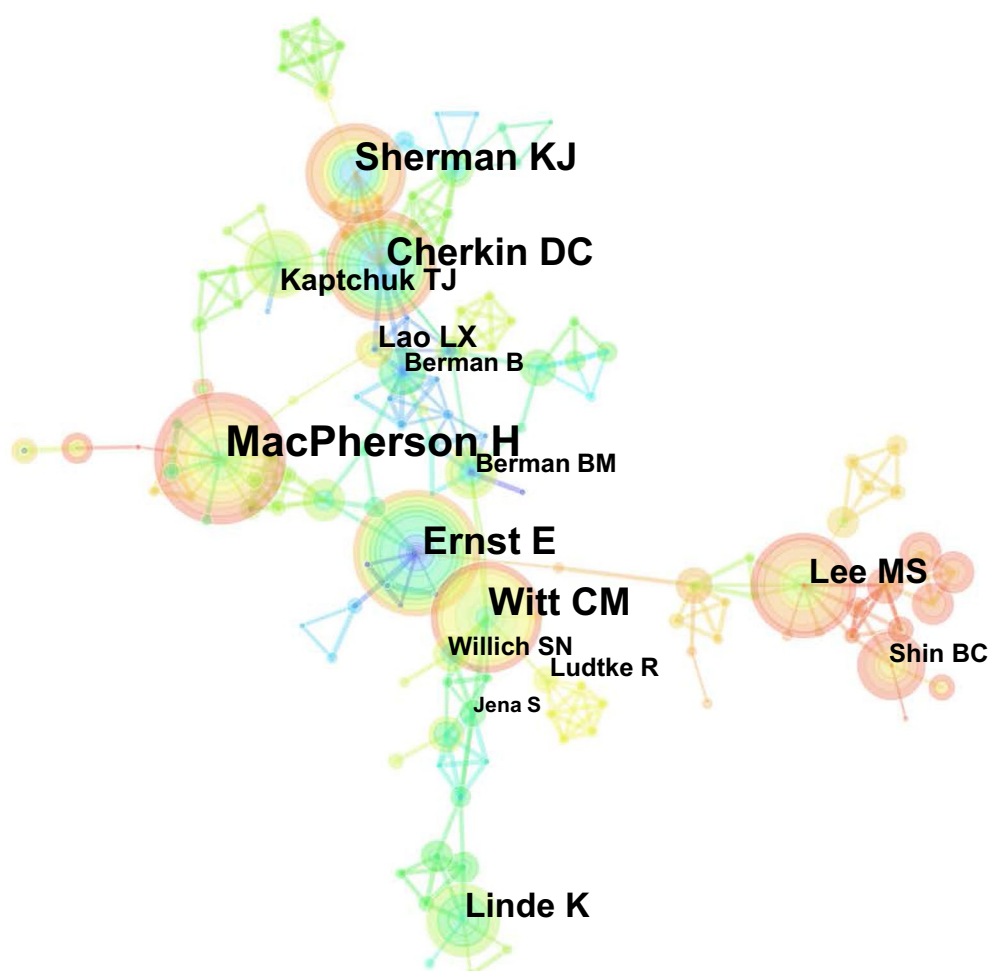 Sherman KJ
Cherkin DC
Kaptchuk TJ
Lao LX
Berman B
MacPherson H
Berman BM
Ernst E
Lee MS
Witt CM
Willich SN
Shin BC
Ludtke R
Jena S
Linde K